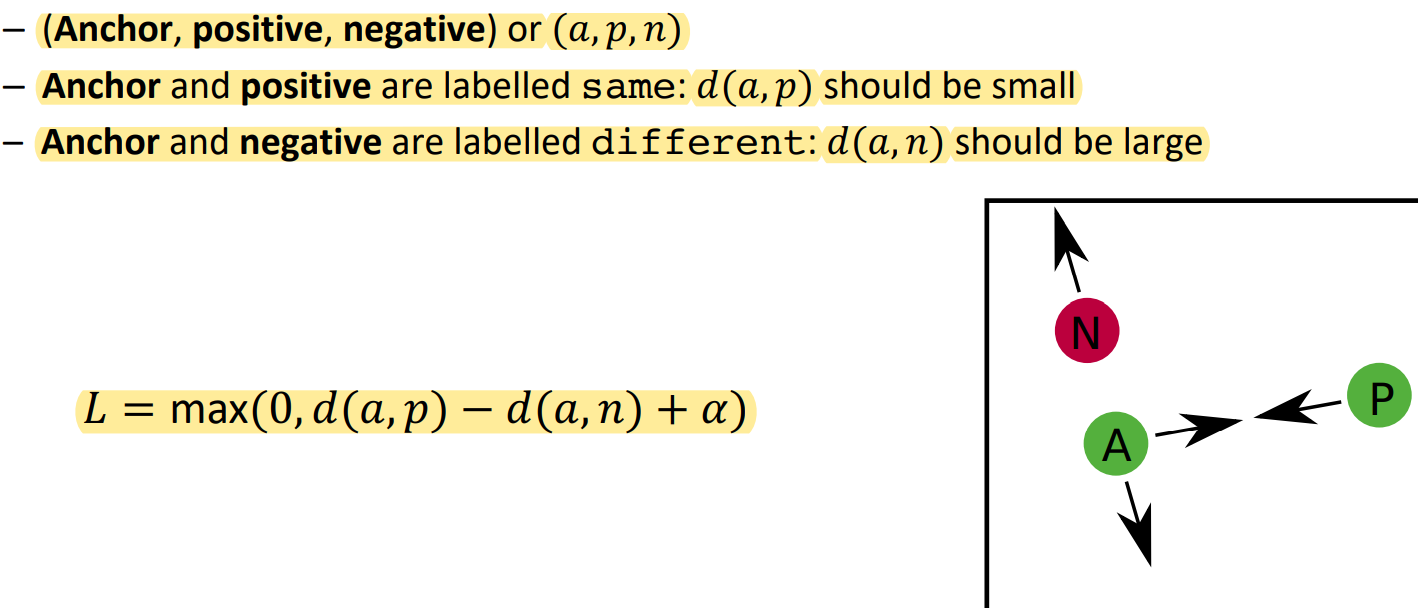 – (Anchor, positive, negative) or (a, p, n)
– Anchor and positive are labelled same: d(a, p) should be small
– Anchor and negative are labelled different: d(a, n) should be large
L = max(0, d(a, p) − d(a, n) + α)
N
P
A